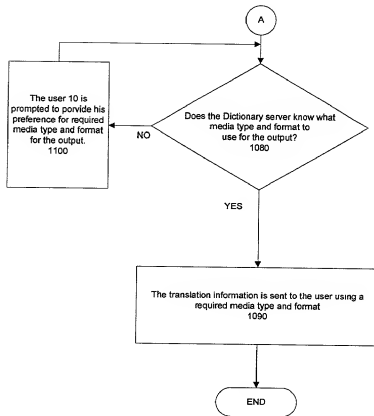 A
The user 10 is
prompted to porvide his
preference for required
media type and format
for the output.
1100
NO
Does the Dictionary server know what
media type and format to
use for the output?
1080
YES
The translation information is sent to the user using a
required media type and format
1090
END